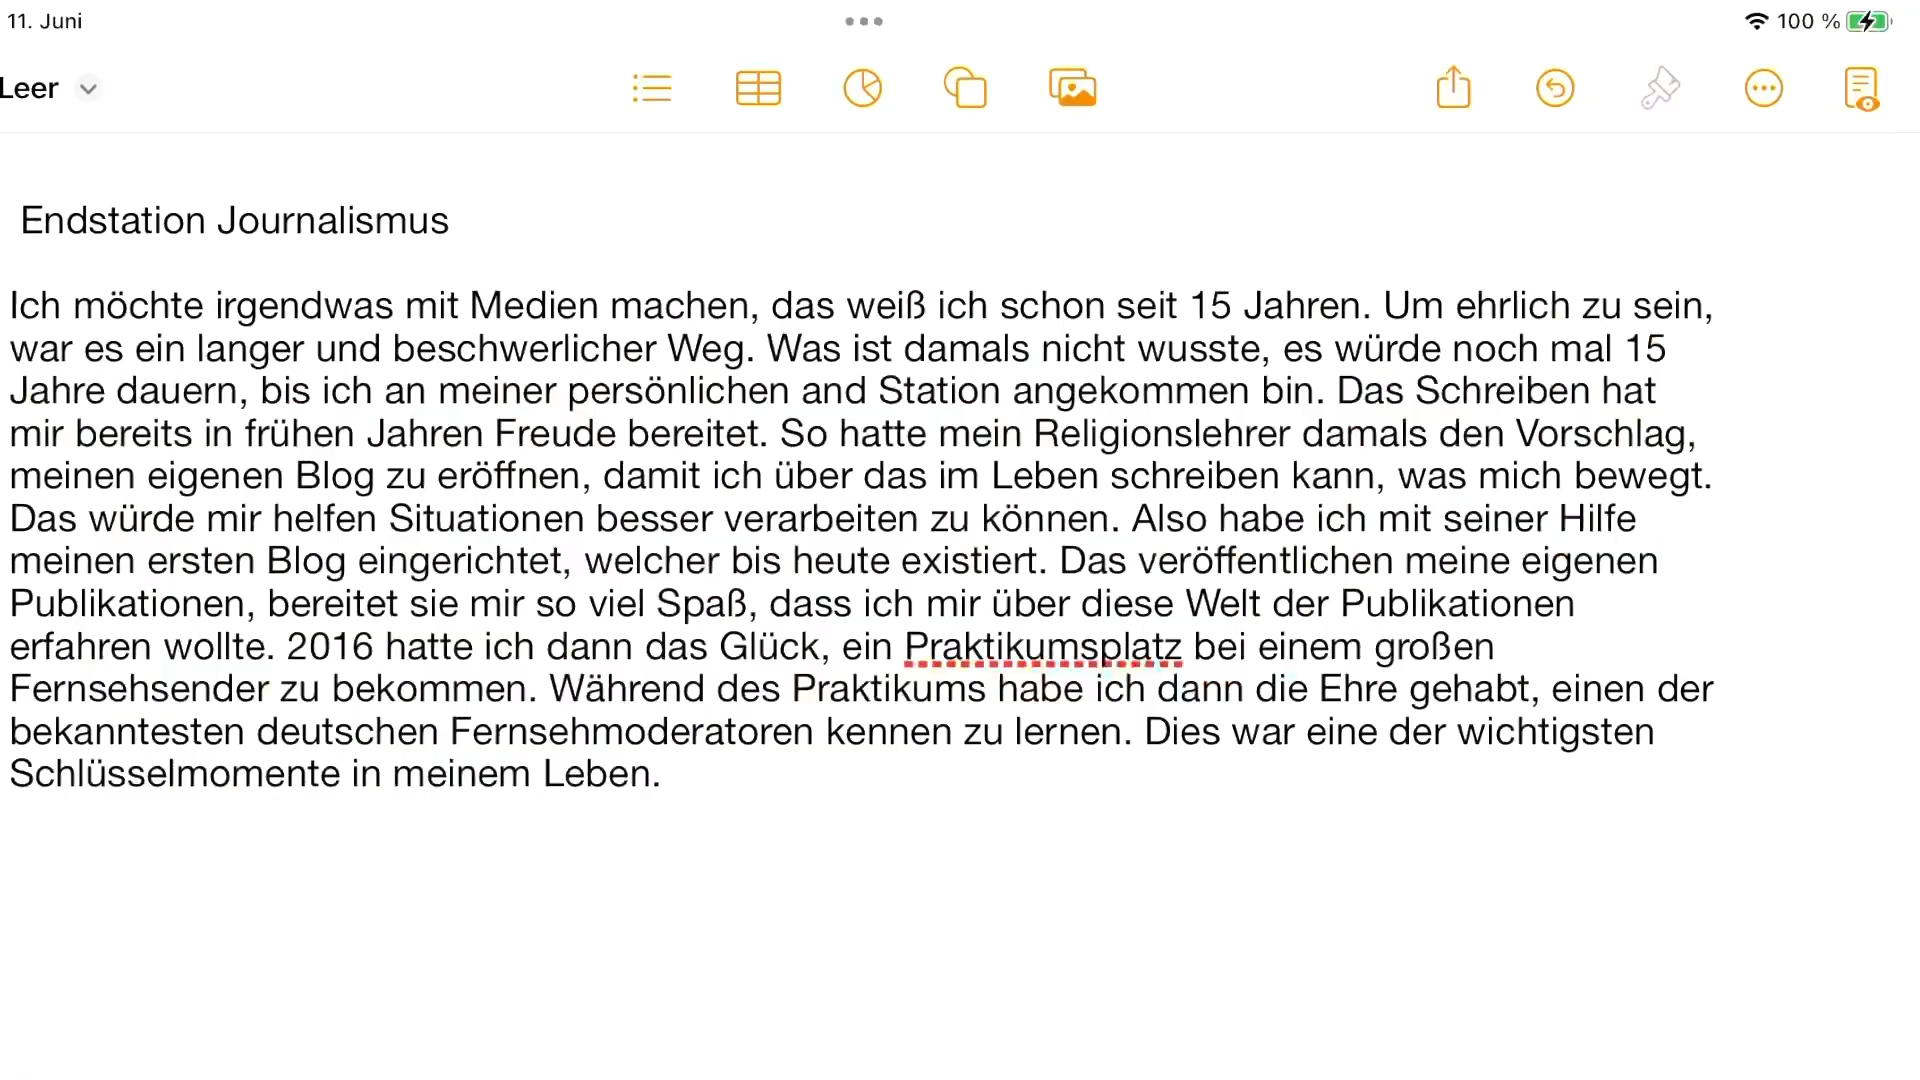 11. Juni
100 %
Leer
Endstation Journalismus
Ich möchte irgendwas mit Medien machen, das weiß ich schon seit 15 Jahren. Um ehrlich zu sein,
war es ein langer und beschwerlicher Weg. Was ist damals nicht wusste, es würde noch mal 15
Jahre dauern, bis ich an meiner persönlichen and Station angekommen bin. Das Schreiben hat
mir bereits in frühen Jahren Freude bereitet. So hatte mein Religionslehrer damals den Vorschlag,
meinen eigenen Blog zu eröffnen, damit ich über das im Leben schreiben kann, was mich bewegt.
Das würde mir helfen Situationen besser verarbeiten zu können. Also habe ich mit seiner Hilfe
meinen ersten Blog eingerichtet, welcher bis heute existiert. Das veröffentlichen meine eigenen
Publikationen, bereitet sie mir so viel Spaß, dass ich mir über diese Welt der Publikationen
erfahren wollte. 2016 hatte ich dann das Glück, ein Praktikumsplatz bei einem großen
Fernsehsender zu bekommen. Während des Praktikums habe ich dann die Ehre gehabt, einen der
bekanntesten deutschen Fernsehmoderatoren kennen zu lernen. Dies war eine der wichtigsten
Schlüsselmomente in meinem Leben.